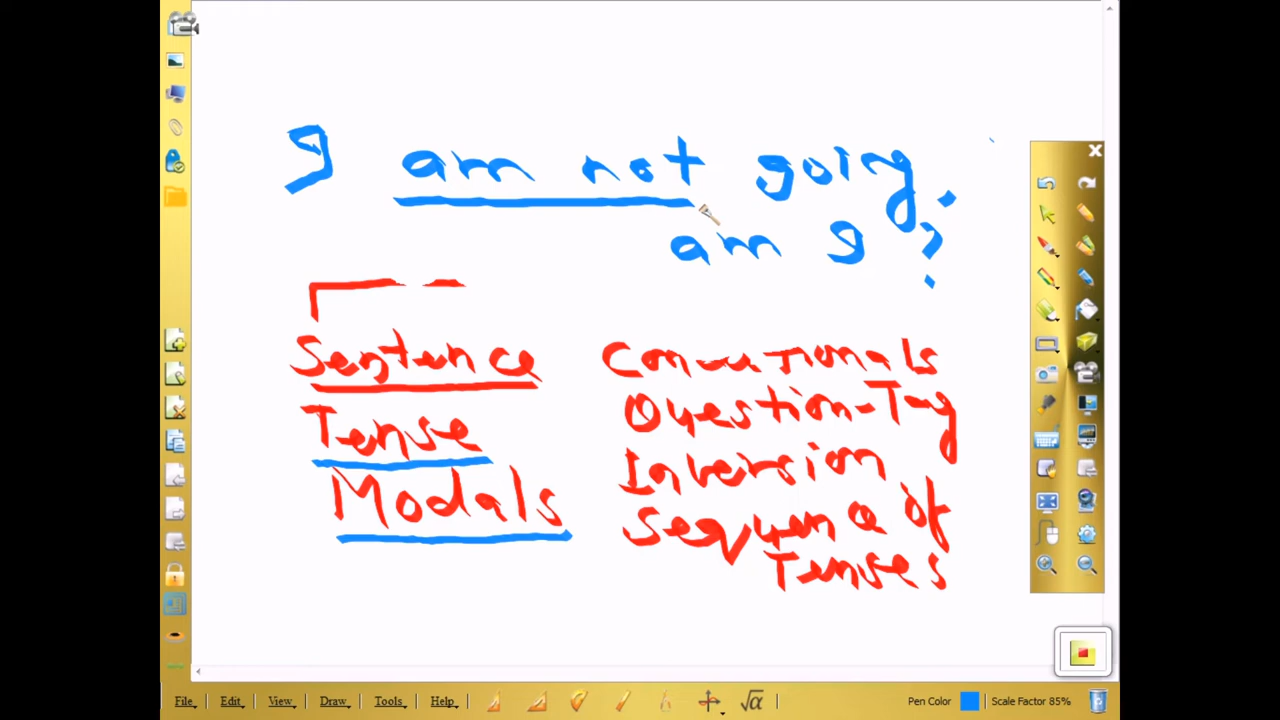 I am not going.
am I ?
Sentence
Tense
Modals
Conditionals
Question-Tag
Inversion
Sequence of
Tenses
File Edit View Draw Tools Help
Pen Color
Scale Factor 85%
√α